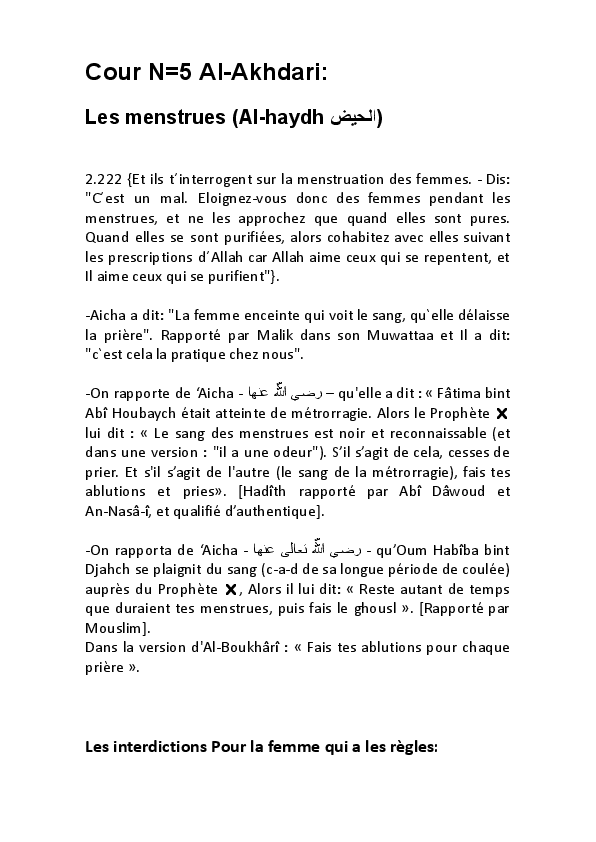 Cour N=5 Al-Akhdari:
Les menstrues (Al-haydh الحيض)
2.222 {Et ils t´interrogent sur la menstruation des femmes. - Dis:
"C´est un mal. Eloignez-vous donc des femmes pendant les
menstrues, et ne les approchez que quand elles sont pures.
Quand elles se sont purifiées, alors cohabitez avec elles suivant
les prescriptions d´Allah car Allah aime ceux qui se repentent, et
Il aime ceux qui se purifient"}.
-Aicha a dit: "La femme enceinte qui voit le sang, qu`elle délaisse
la prière". Rapporté par Malik dans son Muwattaa et Il a dit:
"c`est cela la pratique chez nous".
-On rapporte de ‘Aicha - رضي الله عنها – qu'elle a dit : « Fâtima bint
Abî Houbaych était atteinte de métrorragie. Alors le Prophète ✖
lui dit : « Le sang des menstrues est noir et reconnaissable (et
dans une version : "il a une odeur"). S’il s’agit de cela, cesses de
prier. Et s'il s’agit de l'autre (le sang de la métrorragie), fais tes
ablutions et pries». [Hadîth rapporté par Abî Dâwoud et
An-Nasâ-î, et qualifié d’authentique].
-On rapporta de ‘Aicha - رضي الله تعالى عنها - qu’Oum Habîba bint
Djahch se plaignit du sang (c-a-d de sa longue période de coulée)
auprès du Prophète ✖, Alors il lui dit: « Reste autant de temps
que duraient tes menstrues, puis fais le ghousl ». [Rapporté par
Mouslim].
Dans la version d'Al-Boukhârî : « Fais tes ablutions pour chaque
prière ».
Les interdictions Pour la femme qui a les règles: